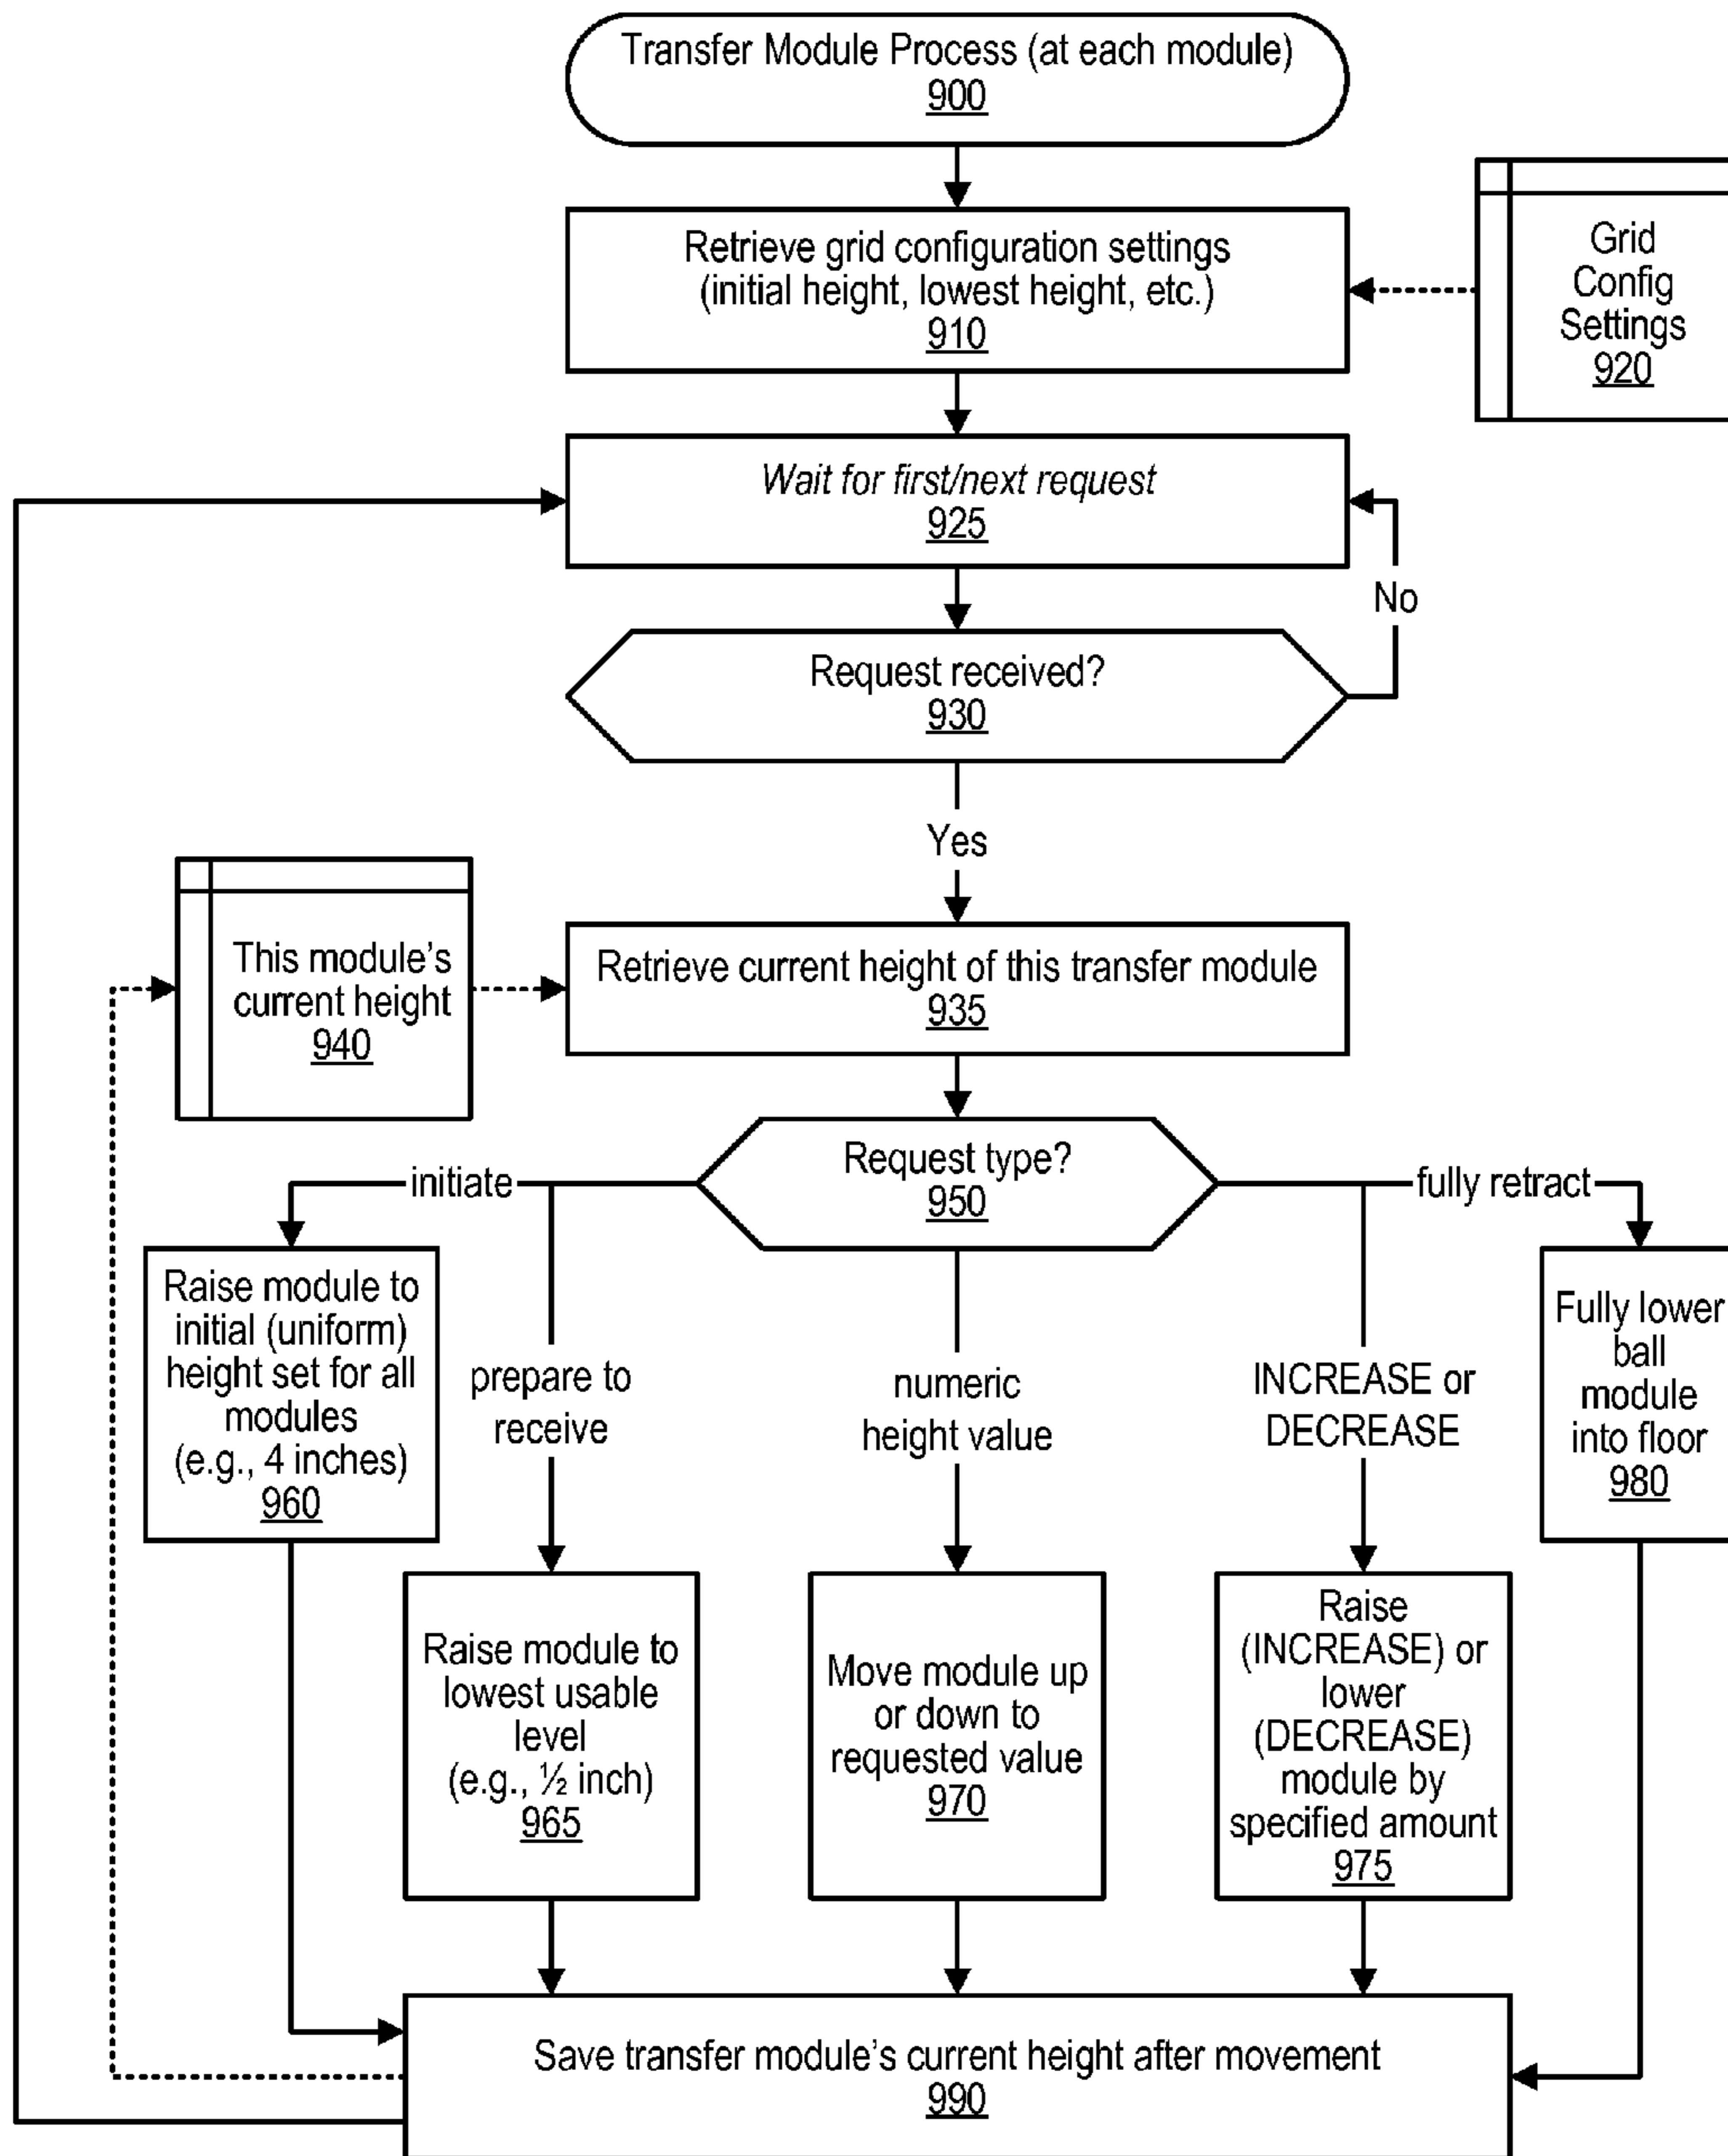 Transfer Module Process (at each module)
900
Retrieve grid configuration settings
(initial height, lowest height, etc.)
910
Grid
Config
Settings
920
Wait for first/next request
925
No
Request received?
930
Yes
This module's
current height
940
Retrieve current height of this transfer module
935
Request type?
950
initiate
fully retract
Raise module to
initial (uniform)
height set for all
modules
(e.g., 4 inches)
960
prepare to
receive
numeric
height value
INCREASE or
DECREASE
Fully lower
ball
module
into floor
980
Raise module to
lowest usable
level
(e.g., ½ inch)
965
Move module up
or down to
requested value
970
Raise
(INCREASE) or
lower
(DECREASE)
module by
specified amount
975
Save transfer module's current height after movement
990